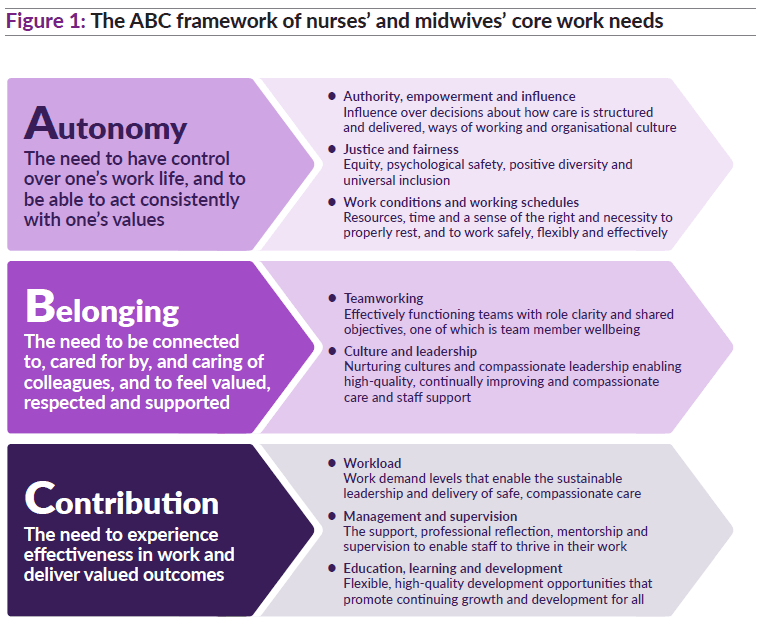 Figure 1: The ABC framework of nurses' and midwives' core work needs
Autonomy
The need to have control
over one's work life, and to
be able to act consistently
with one's values
● Authority, empowerment and influence
Influence over decisions about how care is structured
and delivered, ways of working and organisational culture
● Justice and fairness
Equity, psychological safety, positive diversity and
universal inclusion
● Work conditions and working schedules
Resources, time and a sense of the right and necessity to
properly rest, and to work safely, flexibly and effectively
Belonging
The need to be connected
to, cared for by, and caring of
colleagues, and to feel valued,
respected and supported
● Teamworking
Effectively functioning teams with role clarity and shared
objectives, one of which is team member wellbeing
● Culture and leadership
Nurturing cultures and compassionate leadership enabling
high-quality, continually improving and compassionate
care and staff support
Contribution
The need to experience
effectiveness in work and
deliver valued outcomes
● Workload
Work demand levels that enable the sustainable
leadership and delivery of safe, compassionate care
● Management and supervision
The support, professional reflection, mentorship and
supervision to enable staff to thrive in their work
● Education, learning and development
Flexible, high-quality development opportunities that
promote continuing growth and development for all